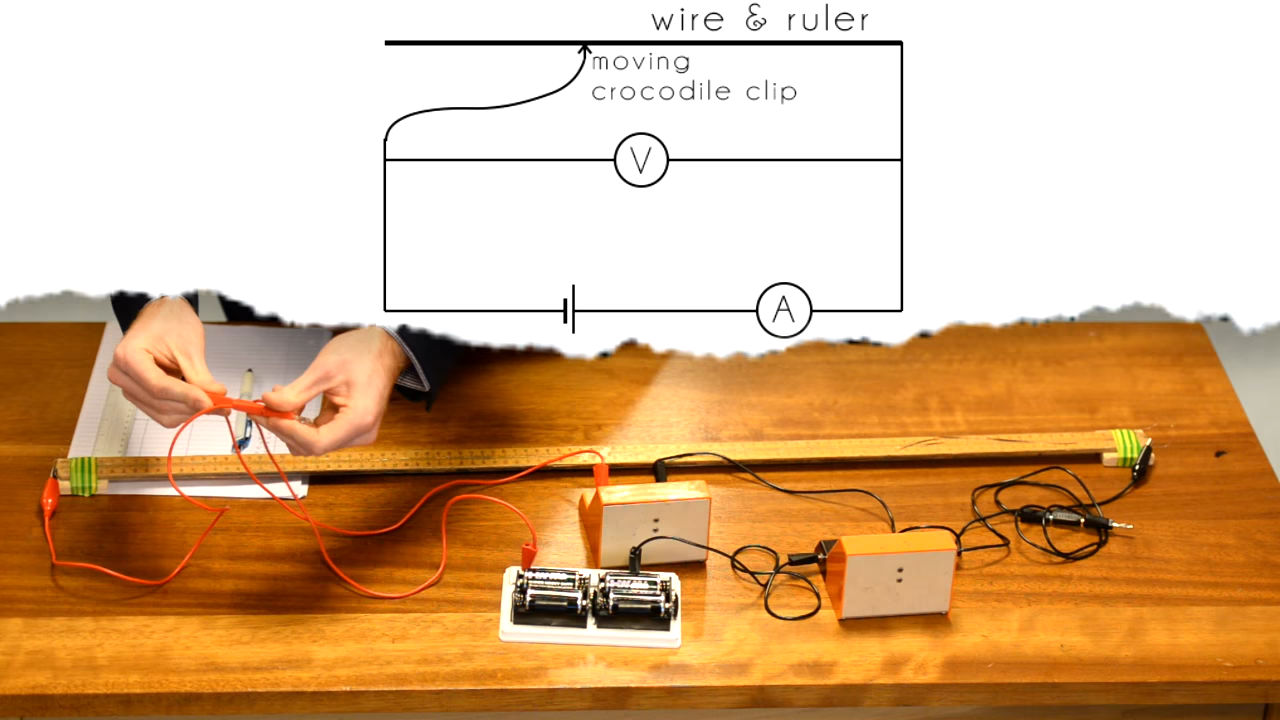 wire & ruler
moving
crocodile clip
V
A